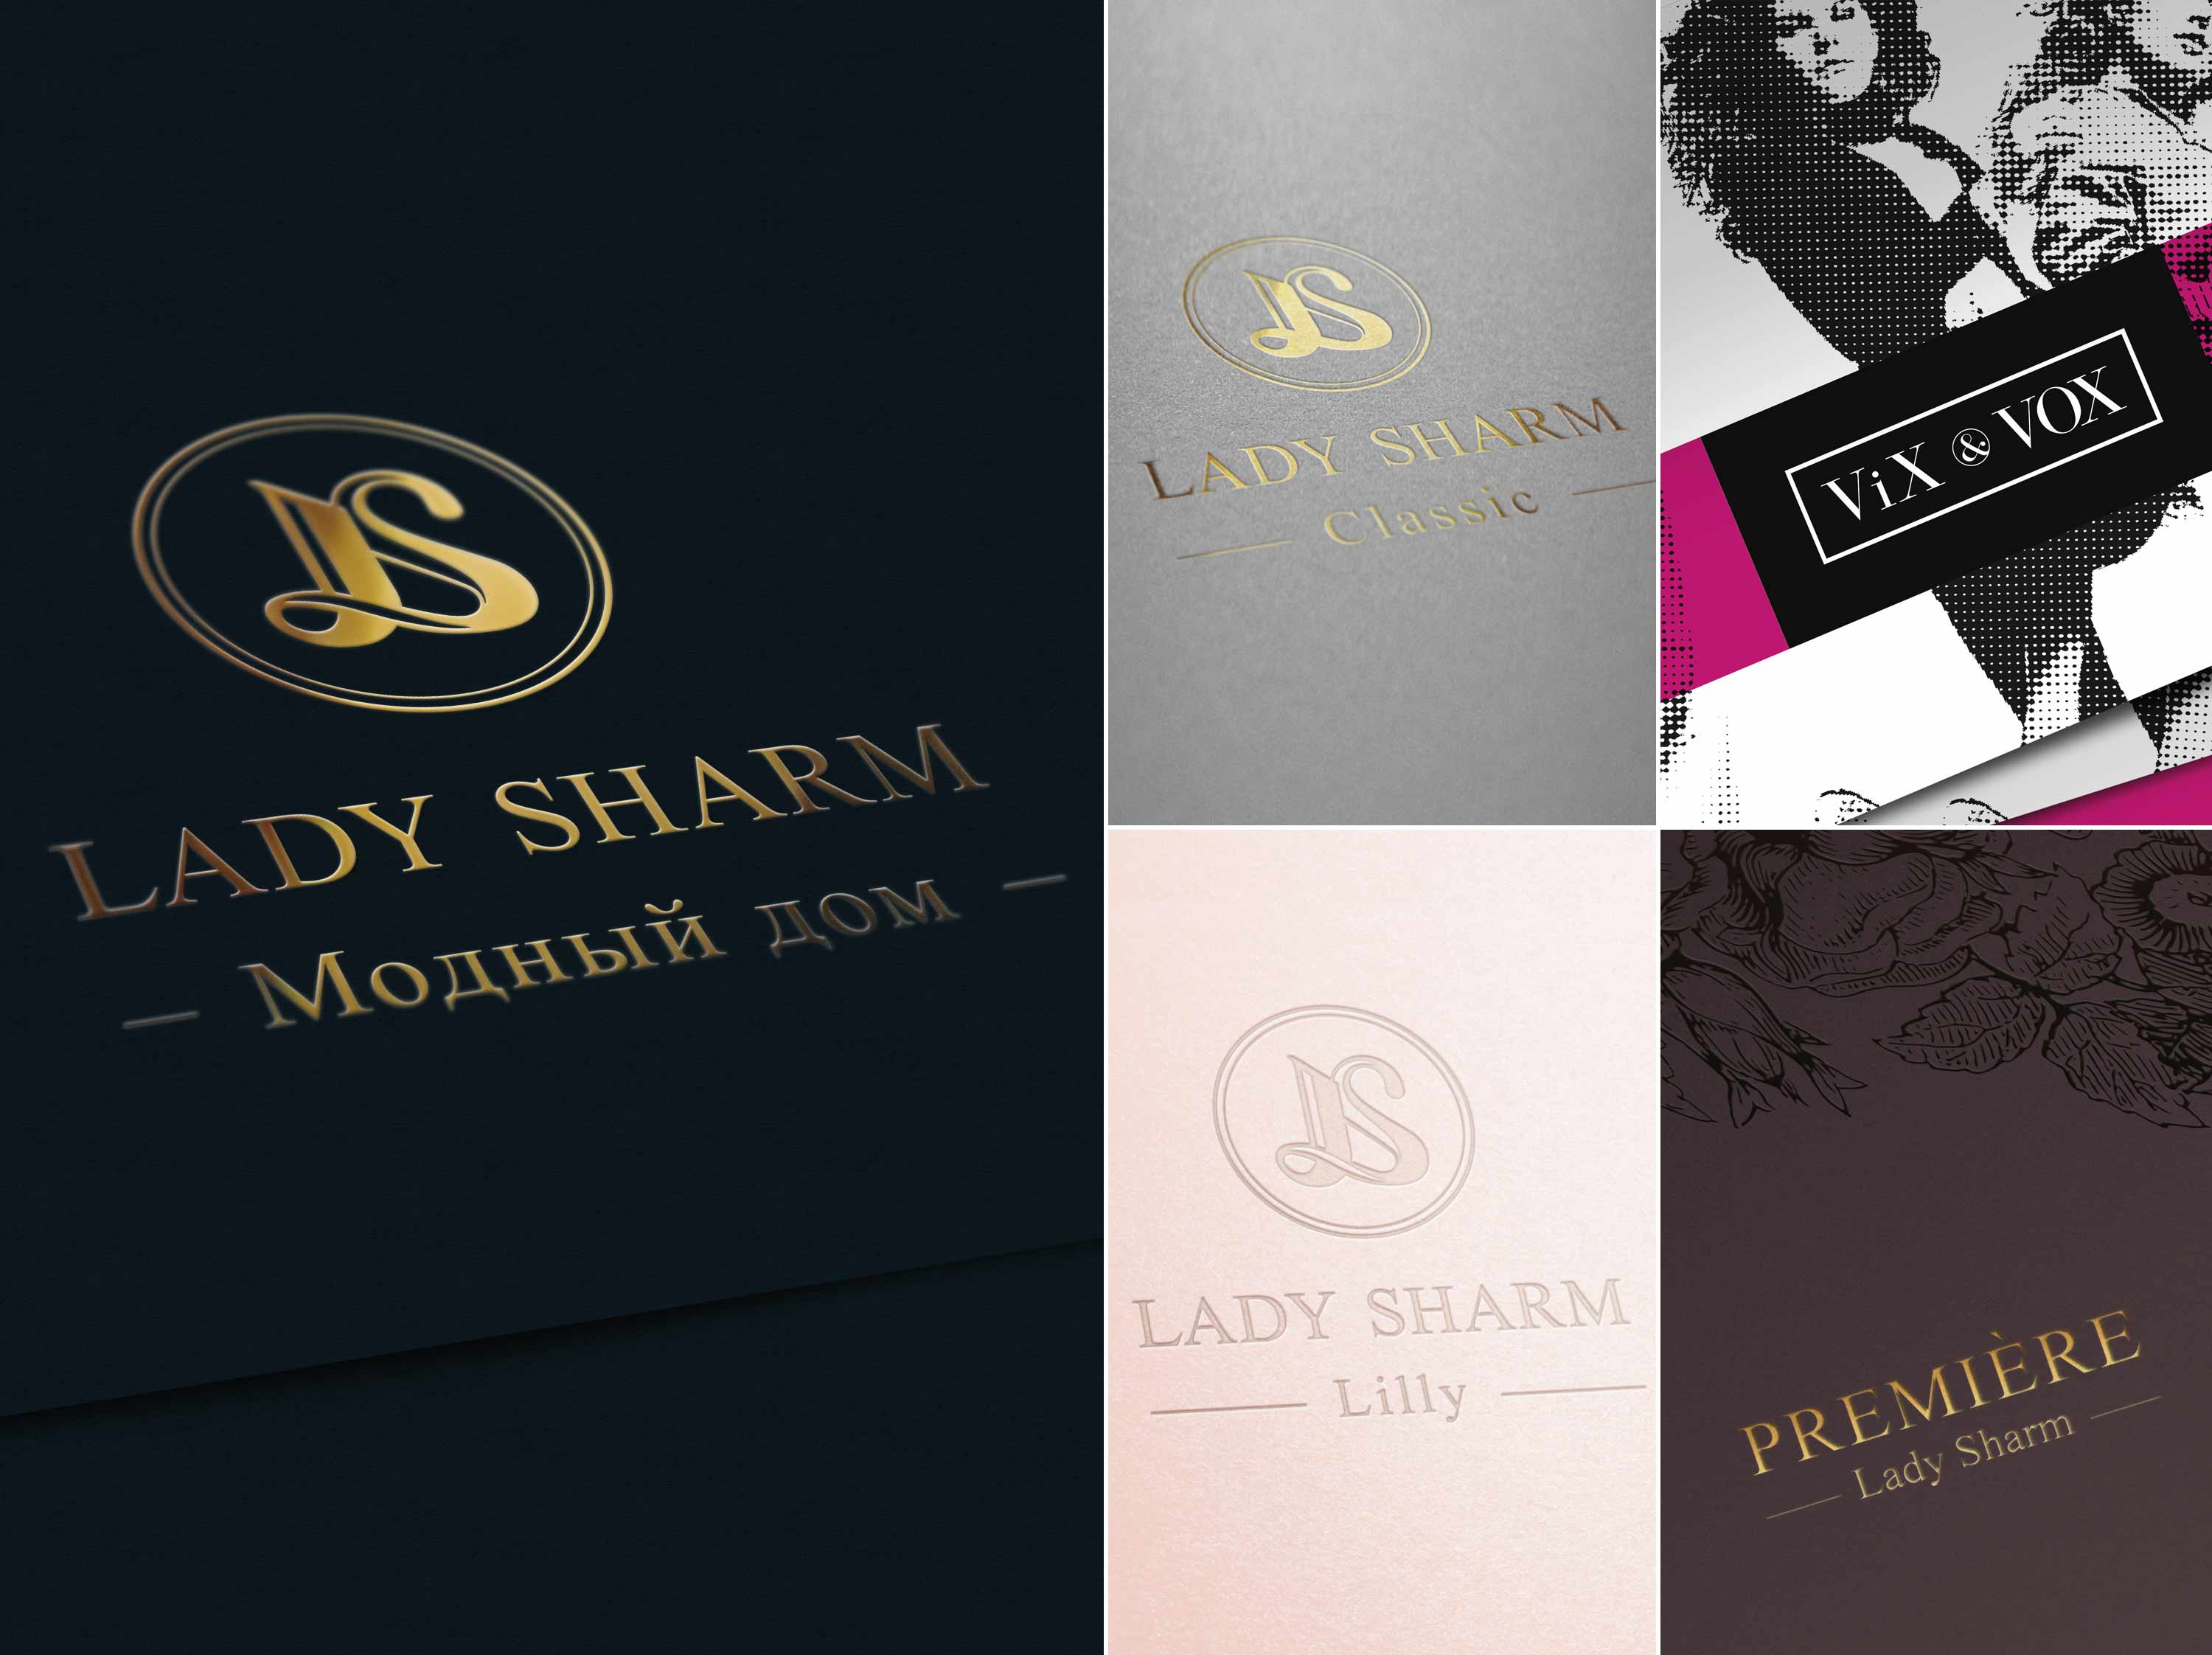 LS
LADY SHARM
— Модный дом —
LS
LADY SHARM
— Classic —
ViX & VOX
LS
LADY SHARM
— Lilly —
PREMIÈRE
— Lady Sharm —